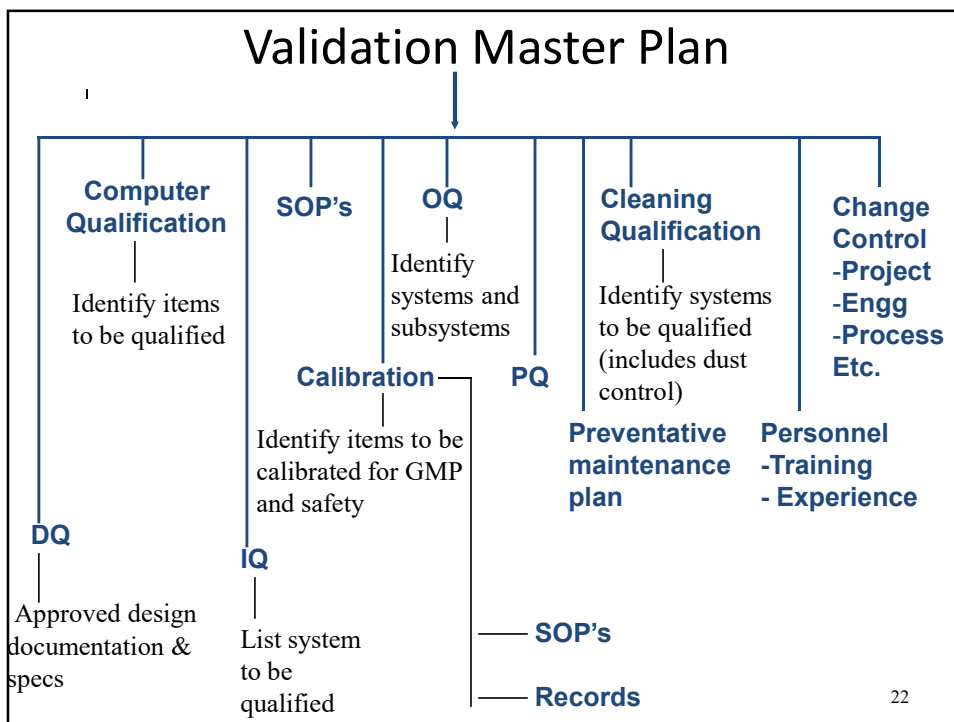 Validation Master Plan
Computer
Qualification
Identify items
to be qualified
SOP's
OQ
Identify
systems and
subsystems
Cleaning
Qualification
Identify systems
to be qualified
(includes dust
control)
Change
Control
-Project
-Engg
-Process
Etc.
Calibration
Identify items to be
calibrated for GMP
and safety
PQ
Preventative
maintenance
plan
Personnel
-Training
- Experience
DQ
Approved design
documentation &
specs
IQ
List system
to be
qualified
SOP's
Records
22